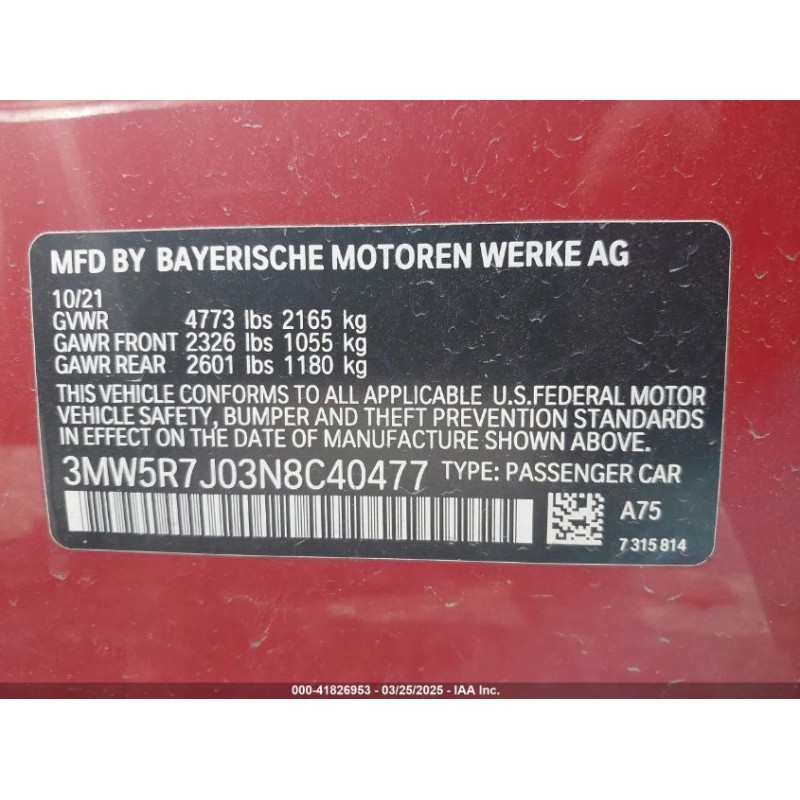 MFD BY BAYERISCHE MOTOREN WERKE AG
10/21
GVWR 4773 lbs 2165 kg
GAWR FRONT 2326 lbs 1055 kg
GAWR REAR 2601 lbs 1180 kg
THIS VEHICLE CONFORMS TO ALL APPLICABLE U.S.FEDERAL MOTOR
VEHICLE SAFETY, BUMPER AND THEFT PREVENTION STANDARDS
IN EFFECT ON THE DATE OF MANUFACTURE SHOWN ABOVE.
3MW5R7J03N8C40477 TYPE: PASSENGER CAR
A75
7 315 814
000-41826953 - 03/25/2025 - IAA Inc.